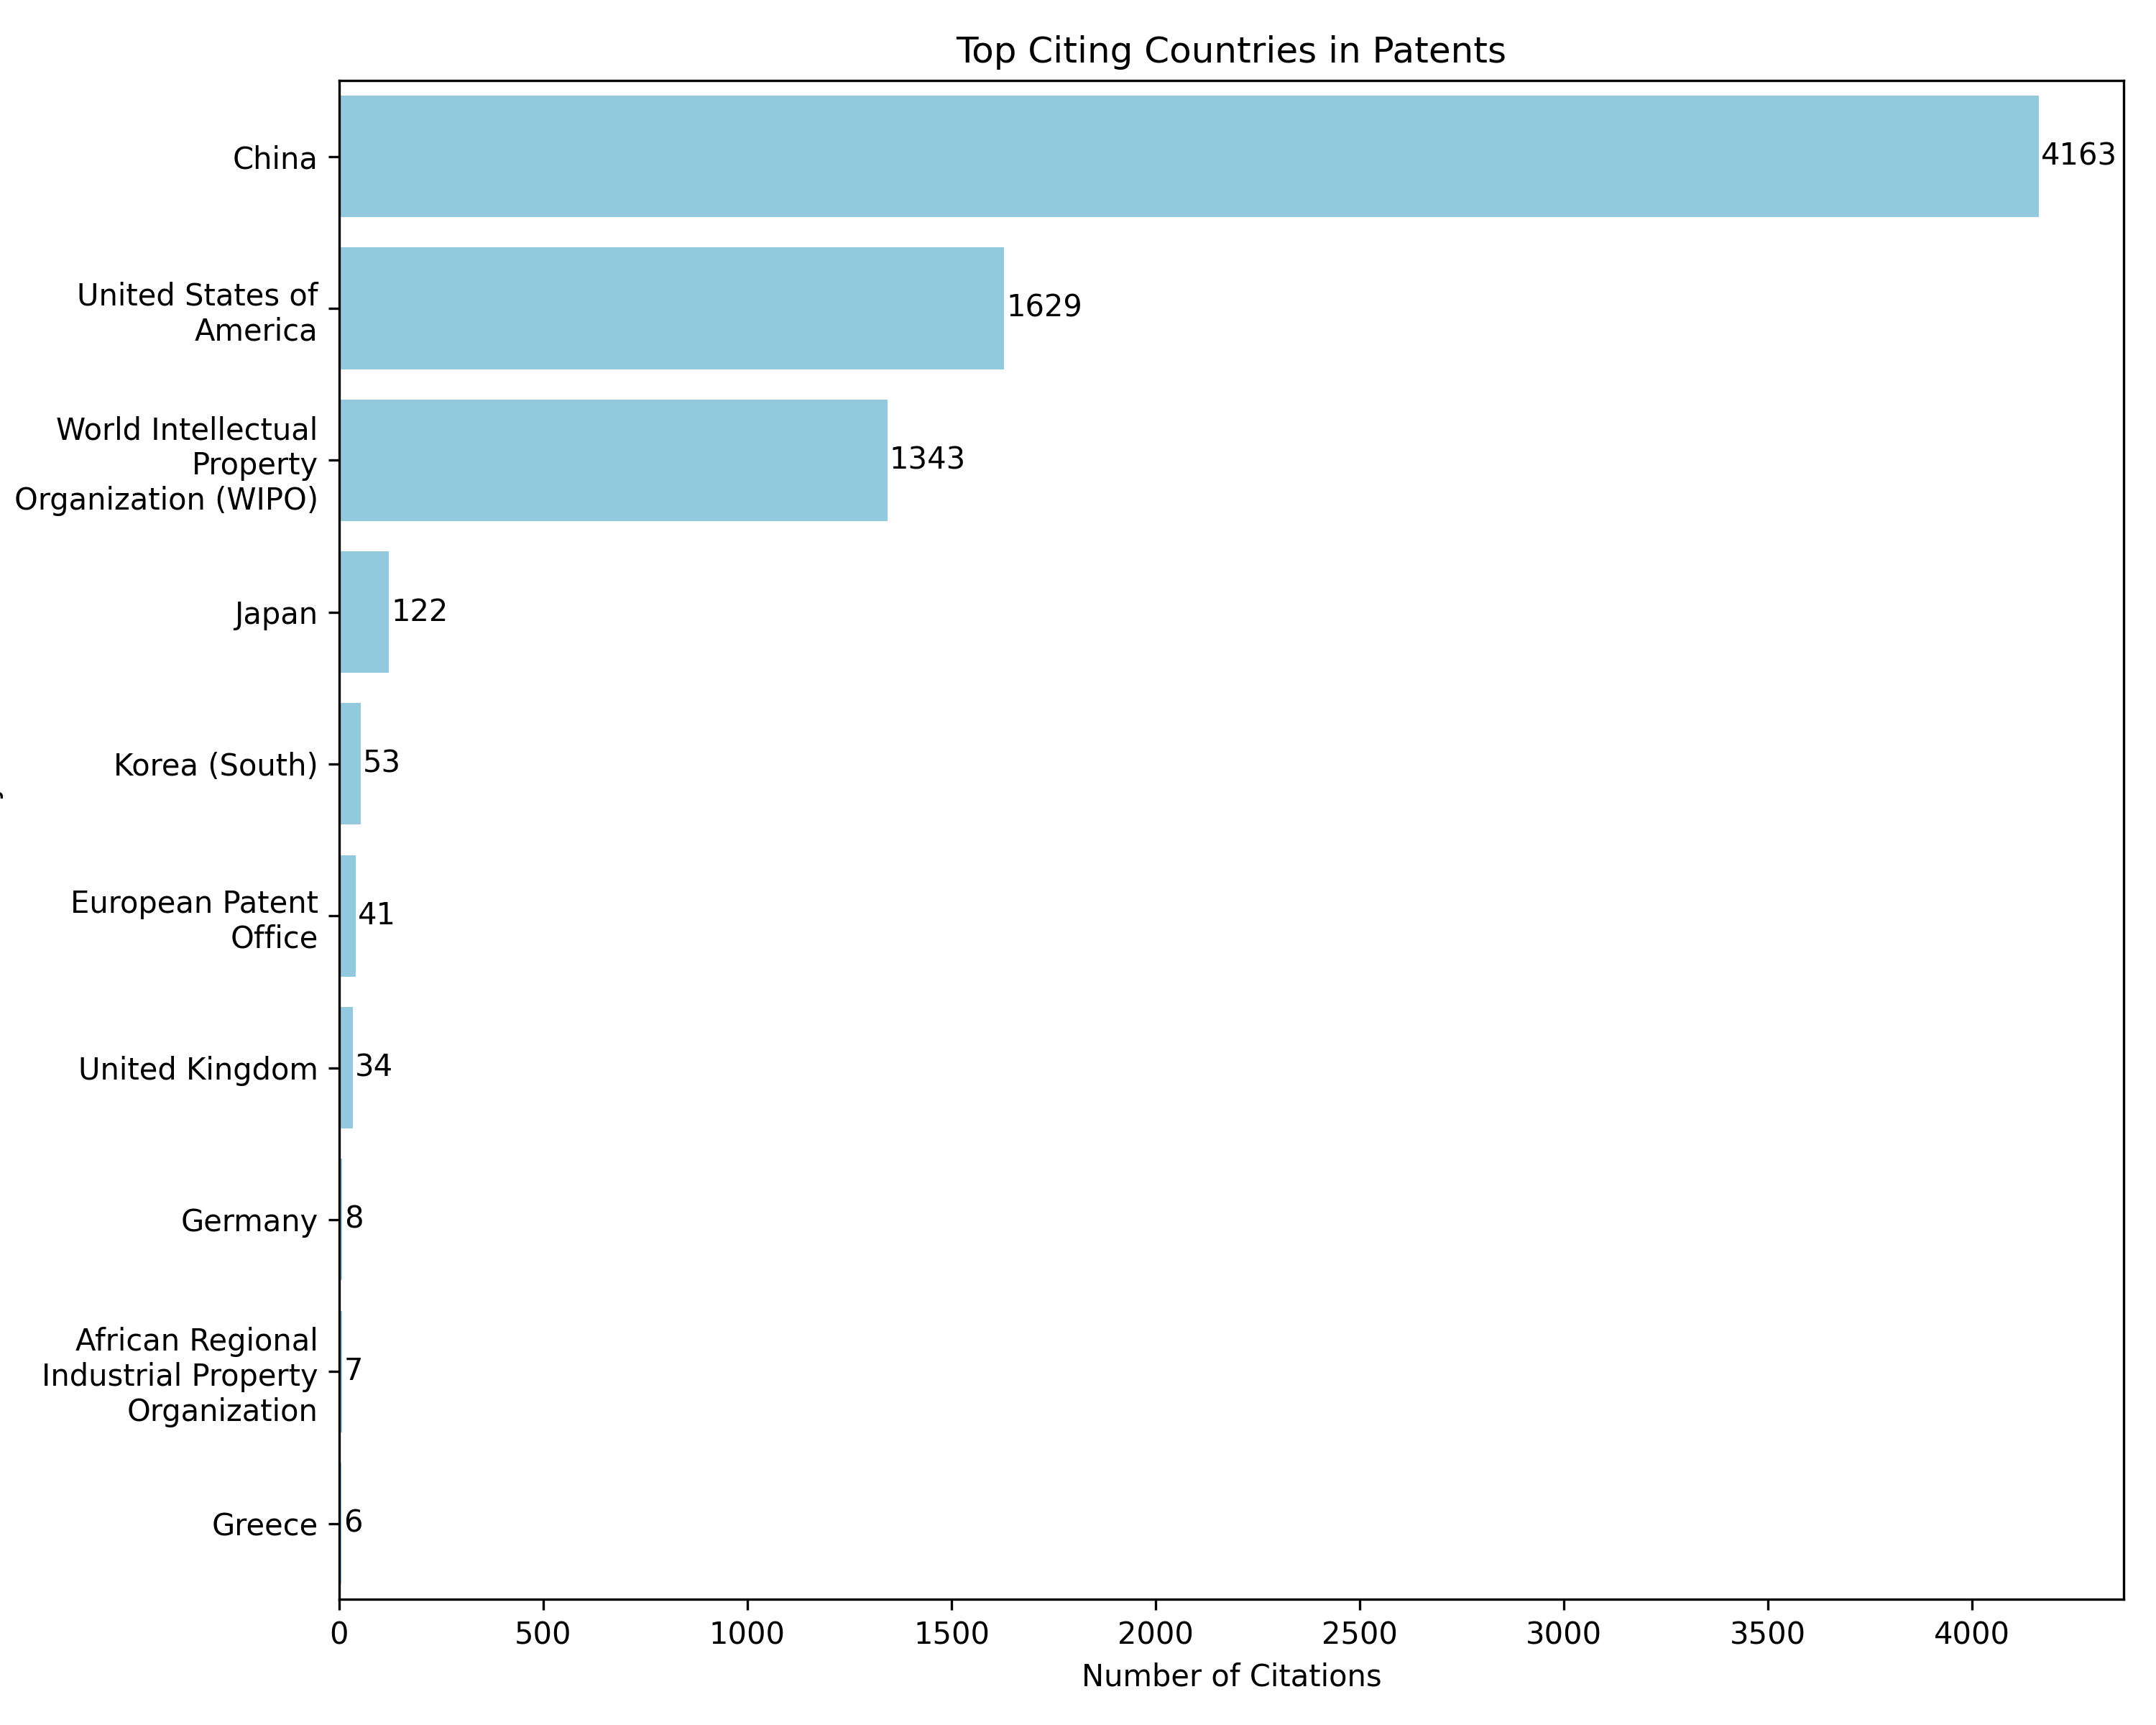 Top Citing Countries in Patents
China
4163
United States of
America
1629
World Intellectual
Property
Organization (WIPO)
1343
Japan
122
Korea (South)
53
European Patent
Office
41
United Kingdom
34
Germany
8
African Regional
Industrial Property
Organization
7
Greece
6
0 500 1000 1500 2000 2500 3000 3500 4000
Number of Citations